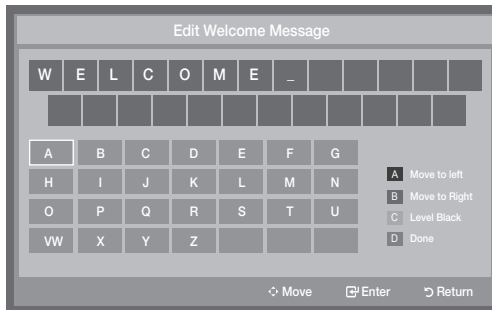 Edit Welcome Message
W E L C O M E _
A B C D E F G
H I J K L M N
O P Q R S T U
VW X Y Z
A Move to left
B Move to Right
C Level Black
D Done
Move Enter Return